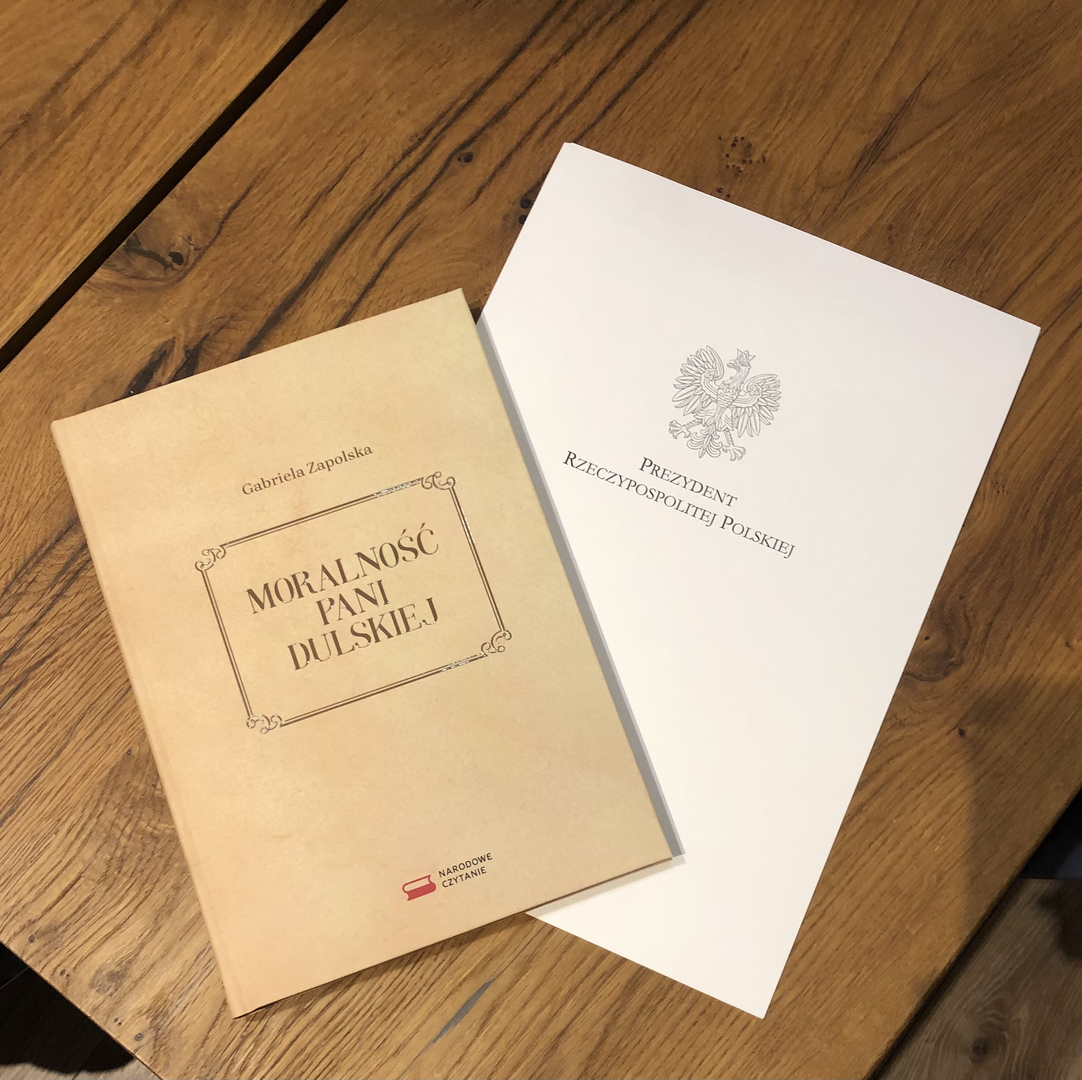 Gabriela Zapolska
MORALNOŚĆ
PANI
DULSKIEJ
NARODOWE
CZYTANIE
PREZYDENT
RZECZYPOSPOLITEJ POLSKIEJ